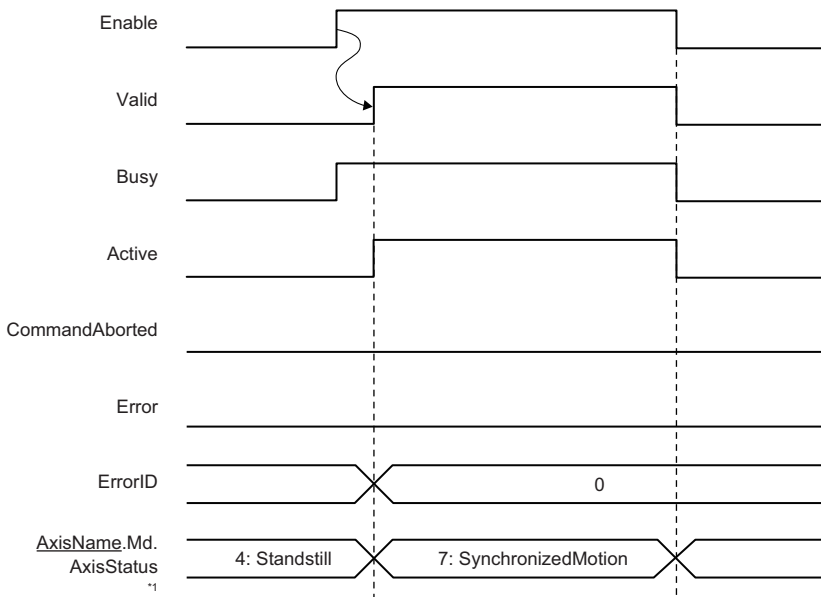 Enable
Valid
Busy
Active
CommandAborted
Error
ErrorID
0
AxisName.Md.
AxisStatus
*1
4: Standstill
7: SynchronizedMotion